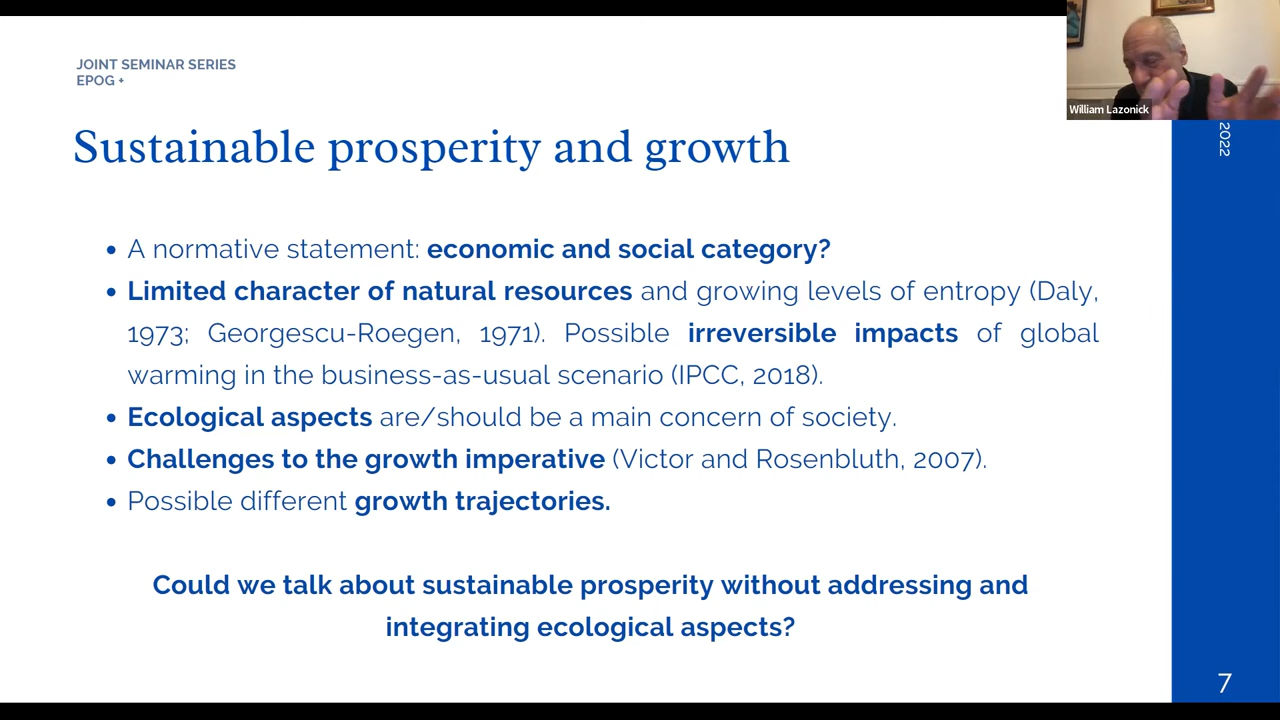 JOINT SEMINAR SERIES
EPOG +
William Lazonick
2022
Sustainable prosperity and growth
• A normative statement: economic and social category?
• Limited character of natural resources and growing levels of entropy (Daly,
1973; Georgescu-Roegen, 1971). Possible irreversible impacts of global
warming in the business-as-usual scenario (IPCC, 2018).
• Ecological aspects are/should be a main concern of society.
• Challenges to the growth imperative (Victor and Rosenbluth, 2007).
• Possible different growth trajectories.
Could we talk about sustainable prosperity without addressing and
integrating ecological aspects?
7